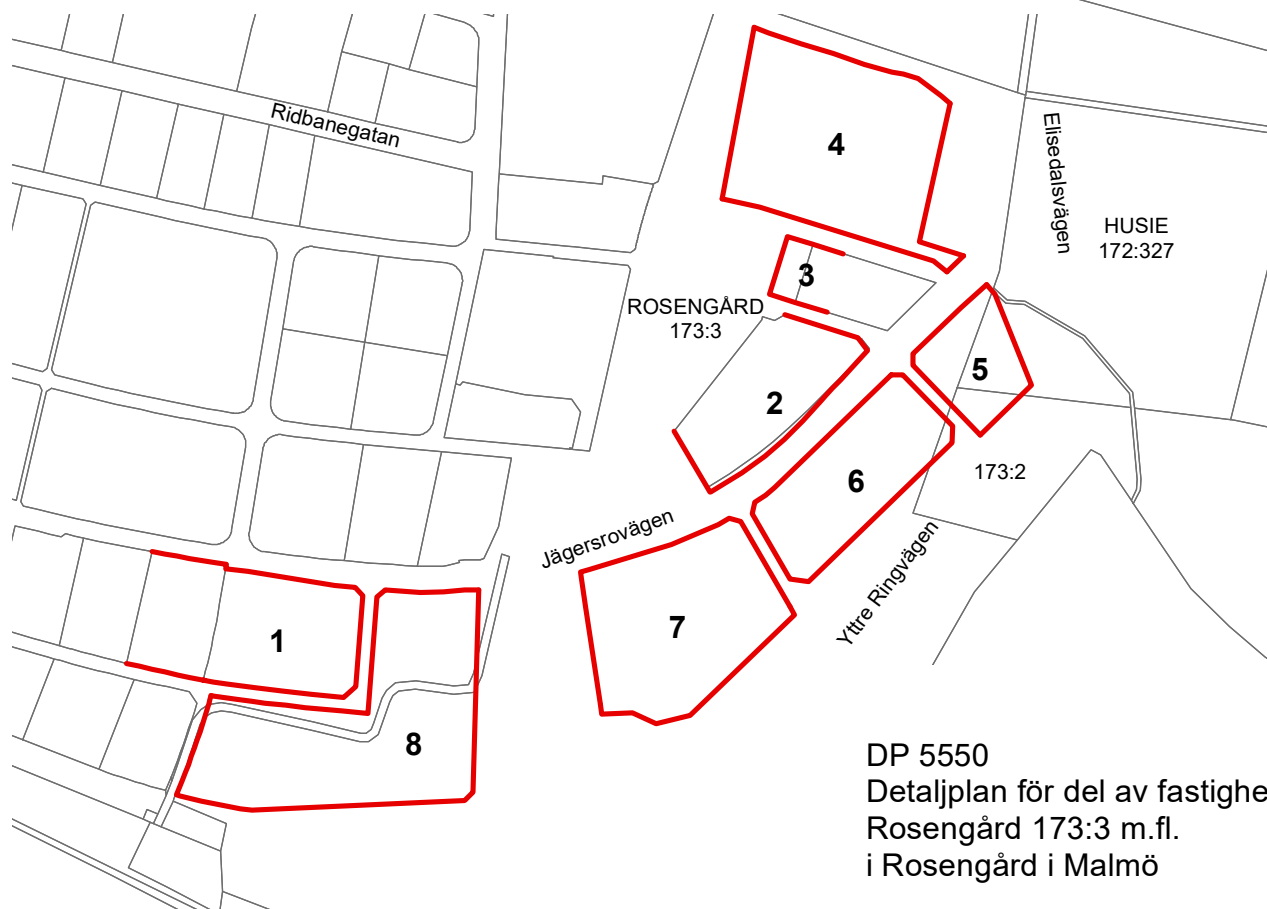 Ridbanegatan
4
Elisedalsvägen
HUSIE
172:327
3
ROSENGÅRD
173:3
5
2
173:2
6
Jägersrovägen
Yttre Ringvägen
7
1
8
DP 5550
Detaljplan för del av fastighe
Rosengård 173:3 m.fl.
i Rosengård i Malmö